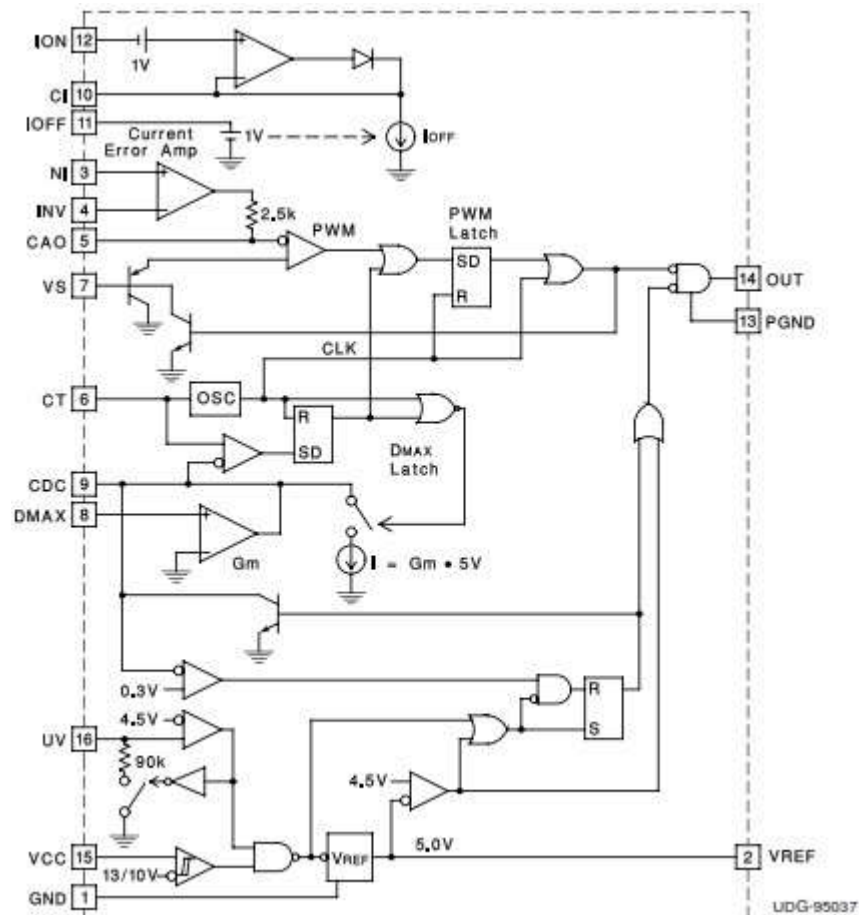 ION 12
1V
CI 10
IOFF 11
1V
IOFF
Current
Error Amp
NI 3
+
-
INV 4
2.5k
CAO 5
PWM
PWM
Latch
SD
R
VS 7
14 OUT
13 PGND
CLK
CT 6
OSC
R
SD
DMAX
Latch
CDC 9
DMAX 8
+
-
Gm
I = Gm • 5V
0.3V
R
S
4.5V
UV 16
90k
4.5V
VCC 15
13/10V
VREF
5.0V
2 VREF
GND 1
UDG-95037